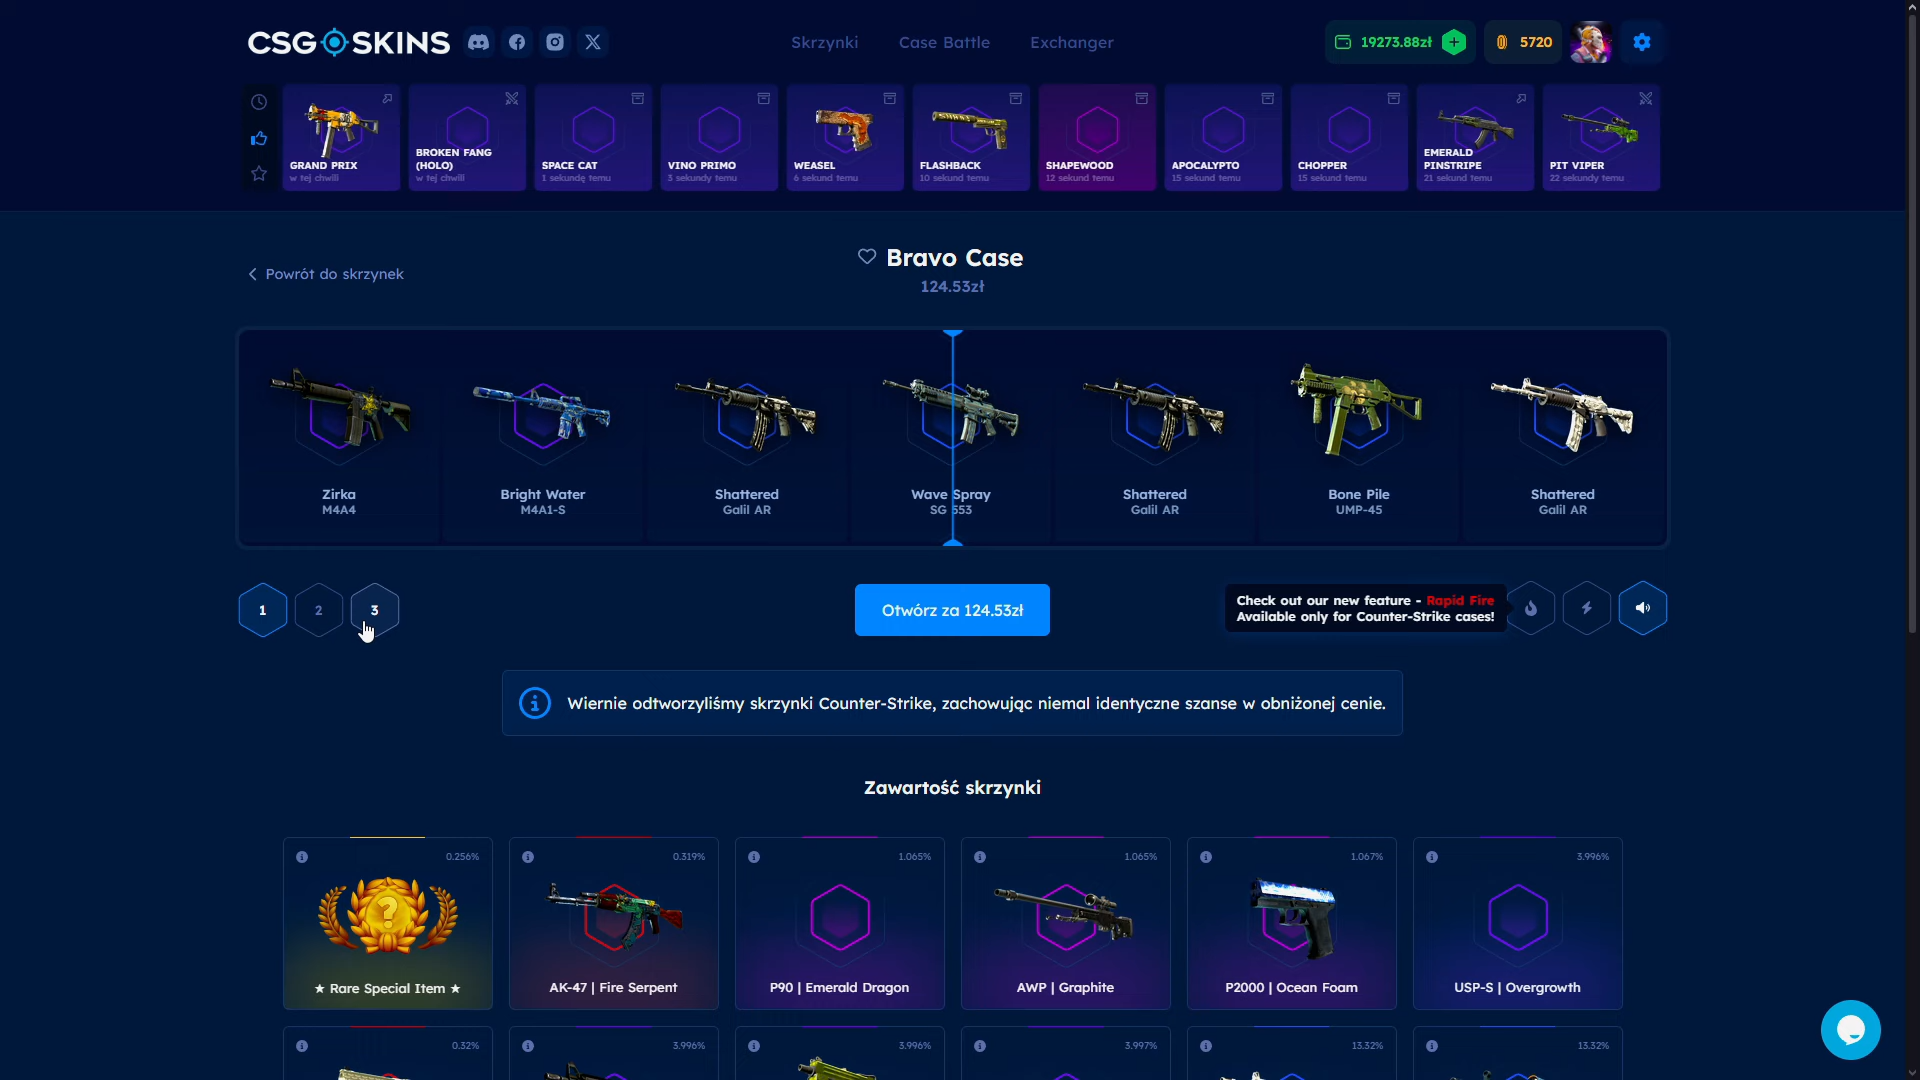 CSG SKINS
Skrzynki
Case Battle
Exchanger
19273.88zł
5720
GRAND PRIX
w tej chwili
BROKEN FANG
(HOLO)
w tej chwili
SPACE CAT
1 sekundę temu
VINO PRIMO
3 sekundy temu
WEASEL
6 sekund temu
FLASHBACK
10 sekund temu
SHAPEWOOD
12 sekund temu
APOCALYPTO
15 sekund temu
CHOPPER
15 sekund temu
EMERALD
PINSTRIPE
21 sekund temu
PIT VIPER
22 sekundy temu
Powrót do skrzynek
Bravo Case
124.53zł
Zirka
M4A4
Bright Water
M4A1-S
Shattered
Galil AR
Wave Spray
SG 553
Shattered
Galil AR
Bone Pile
UMP-45
Shattered
Galil AR
1
2
3
Otwórz za 124.53zł
Check out our new feature - Rapid Fire
Available only for Counter-Strike cases!
Wiernie odtworzyliśmy skrzynki Counter-Strike, zachowując niemal identyczne szanse w obniżonej cenie.
Zawartość skrzynki
0.256%
★ Rare Special Item ★
0.319%
AK-47 | Fire Serpent
1.065%
P90 | Emerald Dragon
1.065%
AWP | Graphite
1.067%
P2000 | Ocean Foam
3.996%
USP-S | Overgrowth
0.32%
3.996%
3.996%
3.997%
13.32%
13.32%